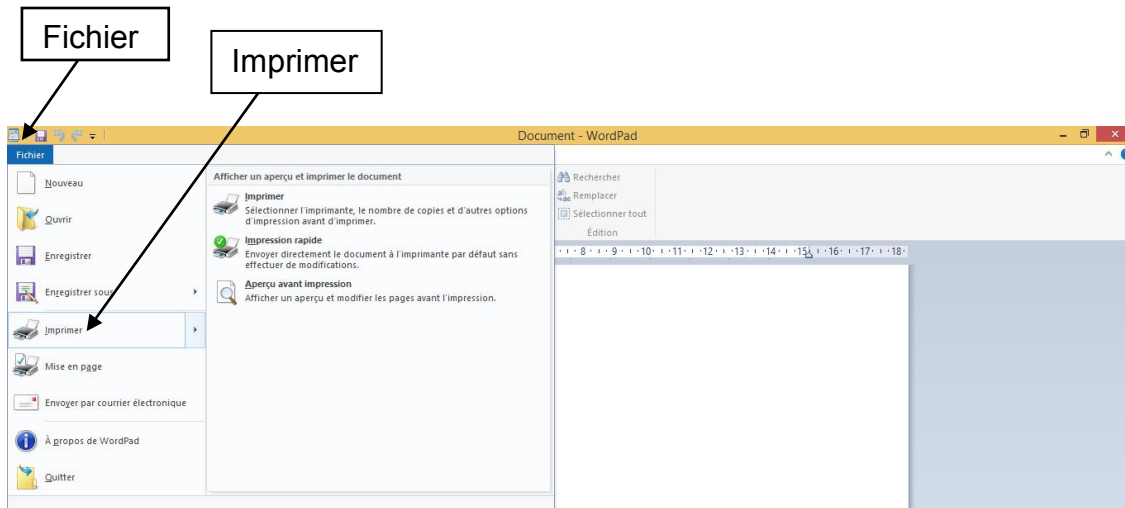 Fichier
Imprimer
Document - WordPad
Fichier
Nouveau
Ouvrir
Enregistrer
Enregistrer sous
Imprimer
Mise en page
Envoyer par courrier électronique
À propos de WordPad
Quitter
Afficher un aperçu et imprimer le document
Imprimer
Sélectionner l'imprimante, le nombre de copies et d'autres options
d'impression avant d'imprimer.
Impression rapide
Envoyer directement le document à l'imprimante par défaut sans
effectuer de modifications.
Aperçu avant impression
Afficher un aperçu et modifier les pages avant l'impression.
Rechercher
Remplacer
Sélectionner tout
Édition
8 9 10 11 12 13 14 15 16 17 18